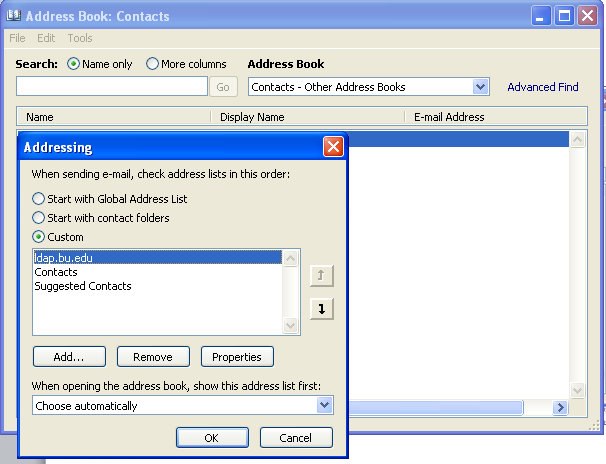 Address Book: Contacts
File Edit Tools
Search: Name only More columns Address Book
Go Contacts - Other Address Books Advanced Find
Name Display Name E-mail Address
Addressing
When sending e-mail, check address lists in this order:
Start with Global Address List
Start with contact folders
Custom
ldap.bu.edu
Contacts
Suggested Contacts
Add... Remove Properties
When opening the address book, show this address list first:
Choose automatically
OK Cancel